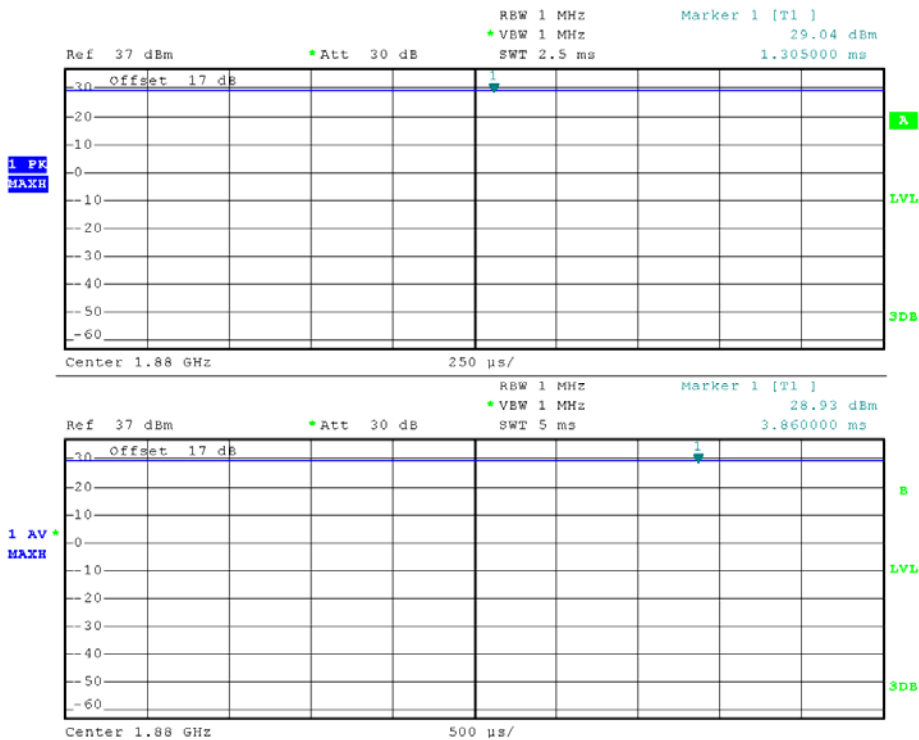 RBW 1 MHz Marker 1 [T1 ]
*VBW 1 MHz 29.04 dBm
Ref 37 dBm *Att 30 dB SWT 2.5 ms 1.305000 ms
Offset 17 dB
1
30
20
10
1 PK
MAXH
0
-10
-20
-30
-40
-50
-60
A
LVL
3DB
Center 1.88 GHz 250 µs/
RBW 1 MHz Marker 1 [T1 ]
*VBW 1 MHz 28.93 dBm
Ref 37 dBm *Att 30 dB SWT 5 ms 3.860000 ms
Offset 17 dB
1
30
20
10
1 AV *
MAXH
0
-10
-20
-30
-40
-50
-60
B
LVL
3DB
Center 1.88 GHz 500 µs/